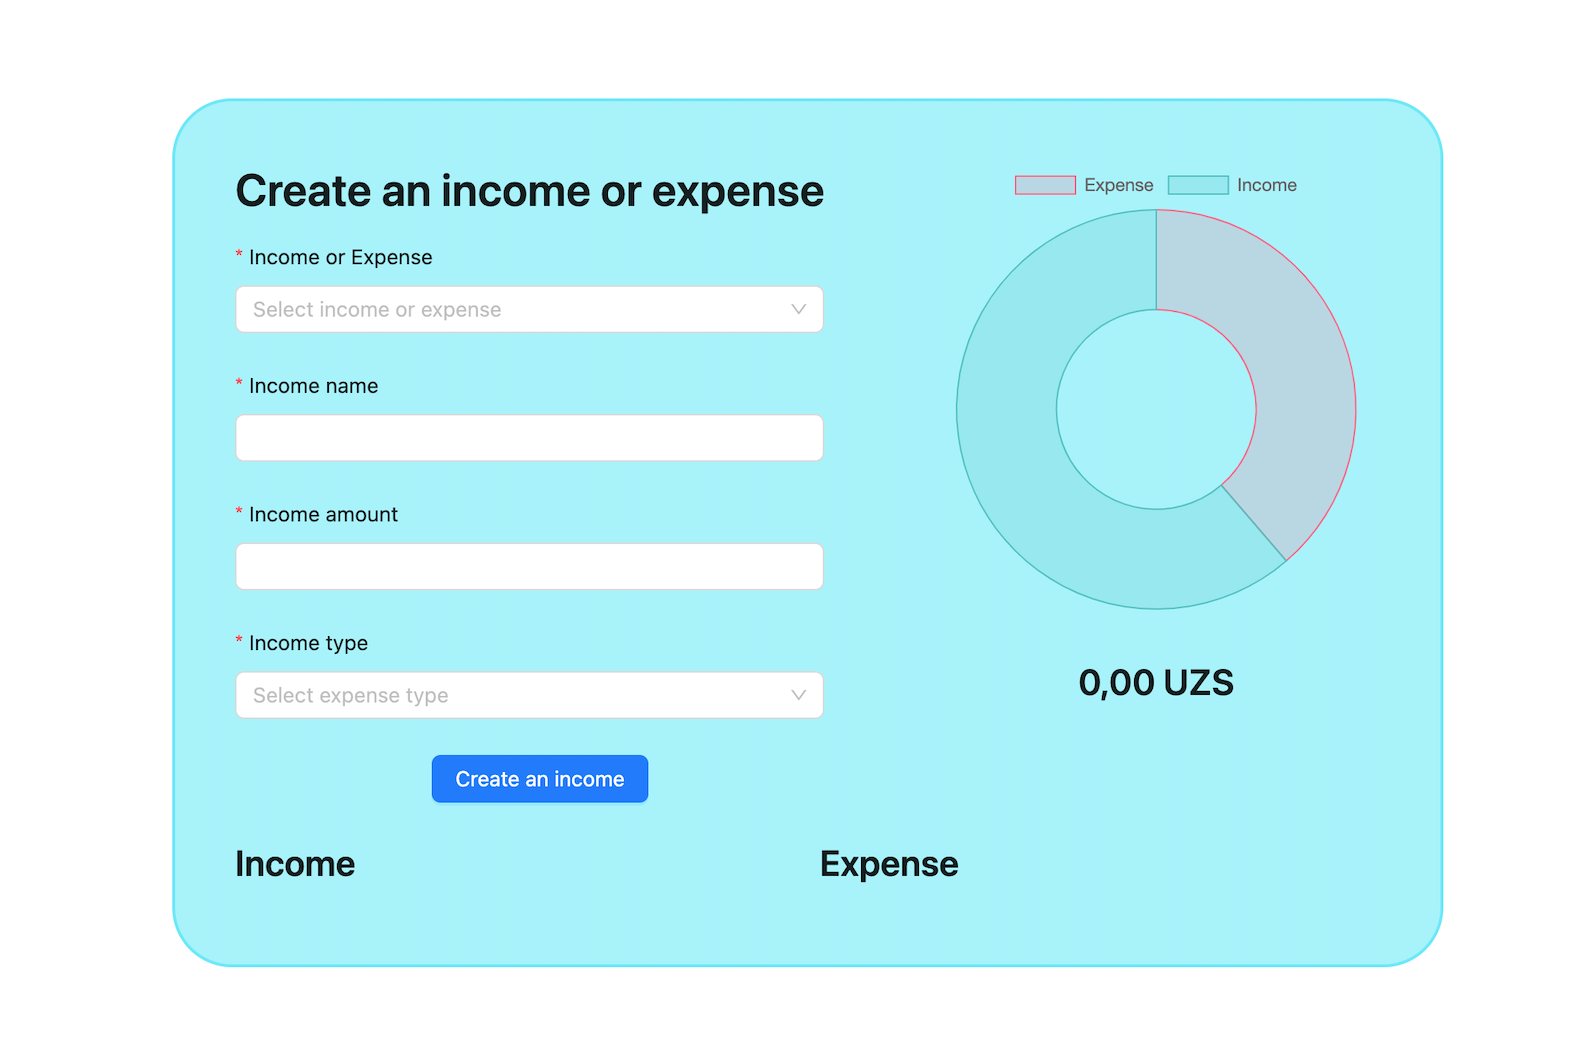 Create an income or expense
* Income or Expense
Select income or expense
* Income name
* Income amount
* Income type
Select expense type
Create an income
Expense Income
0,00 UZS
Income
Expense